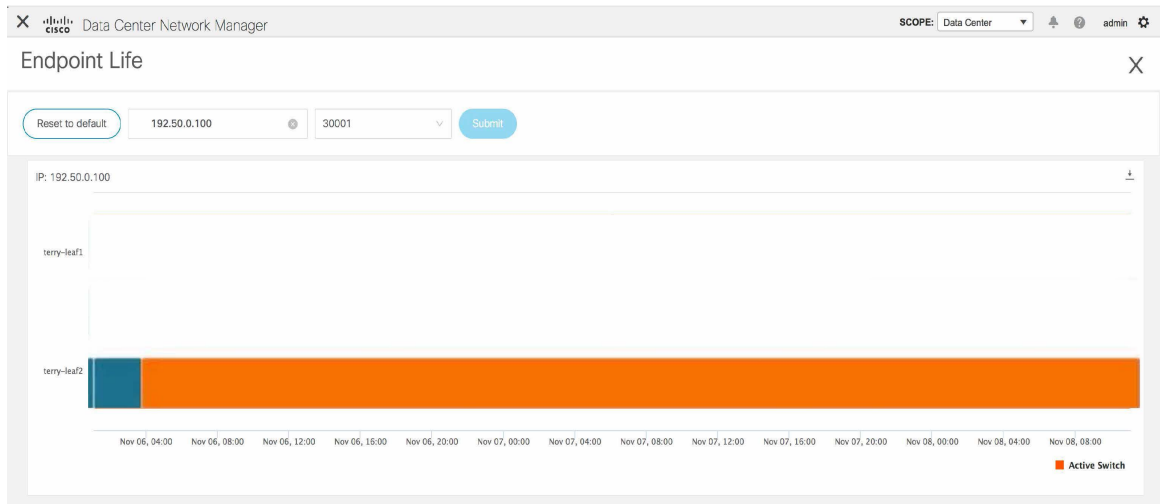 X cisco Data Center Network Manager SCOPE: Data Center admin
Endpoint Life X
Reset to default 192.50.0.100 30001 Submit
IP: 192.50.0.100
terry-leaf1
terry-leaf2
Nov 06, 04:00 Nov 06, 08:00 Nov 06, 12:00 Nov 06, 16:00 Nov 06, 20:00 Nov 07, 00:00 Nov 07, 04:00 Nov 07, 08:00 Nov 07, 12:00 Nov 07, 16:00 Nov 07, 20:00 Nov 08, 00:00 Nov 08, 04:00 Nov 08, 08:00
Active Switch